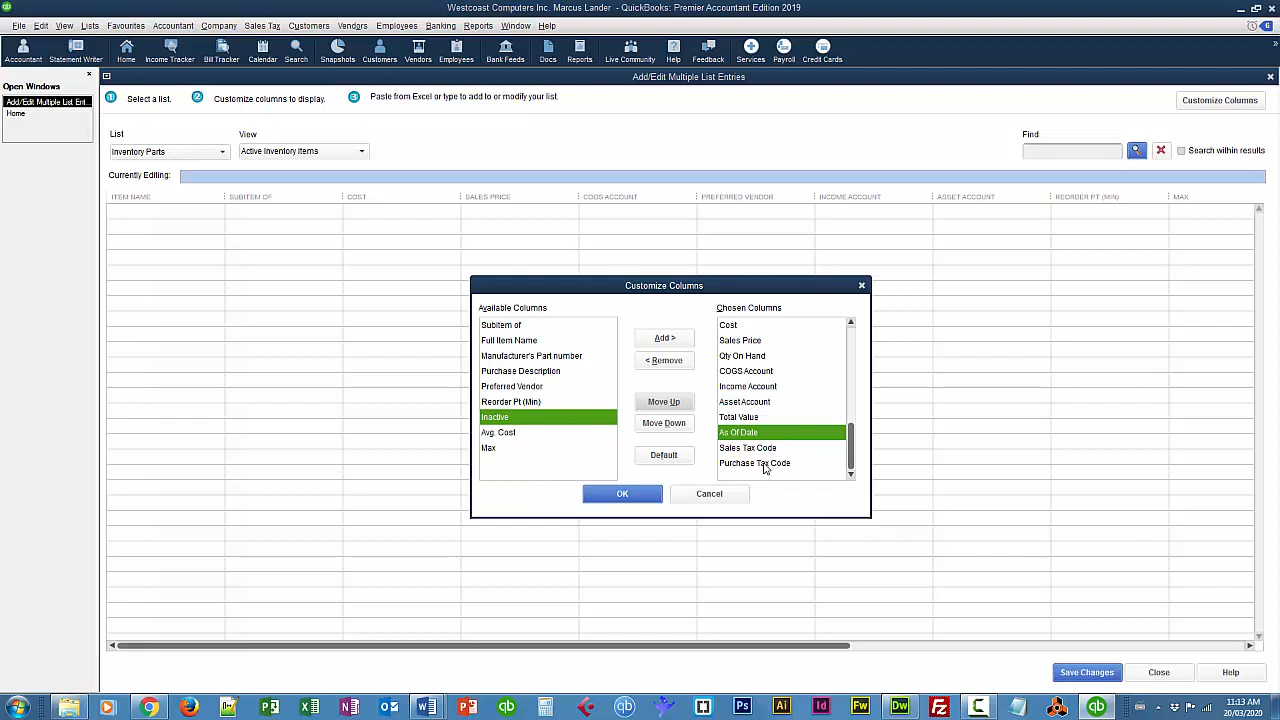 Westcoast Computers Inc. Marcus Lander - QuickBooks: Premier Accountant Edition 2019
File Edit View Lists Favourites Accountant Company Sales Tax Customers Vendors Employees Banking Reports Window Help
6
Accountant Statement Writer Home Income Tracker Bill Tracker Calendar Search Snapshots Customers Vendors Employees Bank Feeds Docs Reports Live Community Help Feedback Services Payroll Credit Cards
Open Windows
Add/Edit Multiple List Ent...
Home
Add/Edit Multiple List Entries
1 Select a list. 2 Customize columns to display. 3 Paste from Excel or type to add to or modify your list.
Customize Columns
List View Find
Inventory Parts Active Inventory Items Search within results
Currently Editing:
ITEM NAME SUBITEM OF COST SALES PRICE COGS ACCOUNT PREFERRED VENDOR INCOME ACCOUNT ASSET ACCOUNT REORDER PT (MIN) MAX
Customize Columns
Available Columns
Subitem of
Full Item Name
Manufacturer's Part number
Purchase Description
Preferred Vendor
Reorder Pt (Min)
Inactive
Avg. Cost
Max
Add >
< Remove
Move Up
Move Down
Default
Chosen Columns
Cost
Sales Price
Qty On Hand
COGS Account
Income Account
Asset Account
Total Value
As Of Date
Sales Tax Code
Purchase Tax Code
OK Cancel
Save Changes Close Help
11:13 AM
20/03/2020